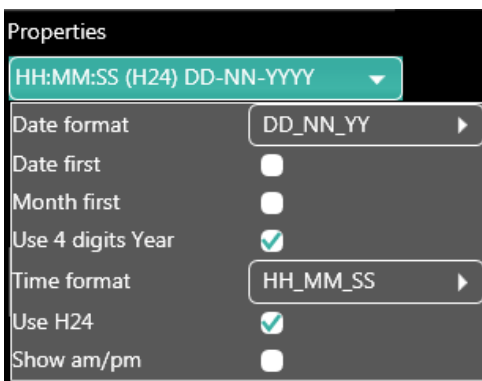 Properties
HH:MM:SS (H24) DD-NN-YYYY
Date format DD_NN_YY
Date first
Month first
Use 4 digits Year
Time format HH_MM_SS
Use H24
Show am/pm